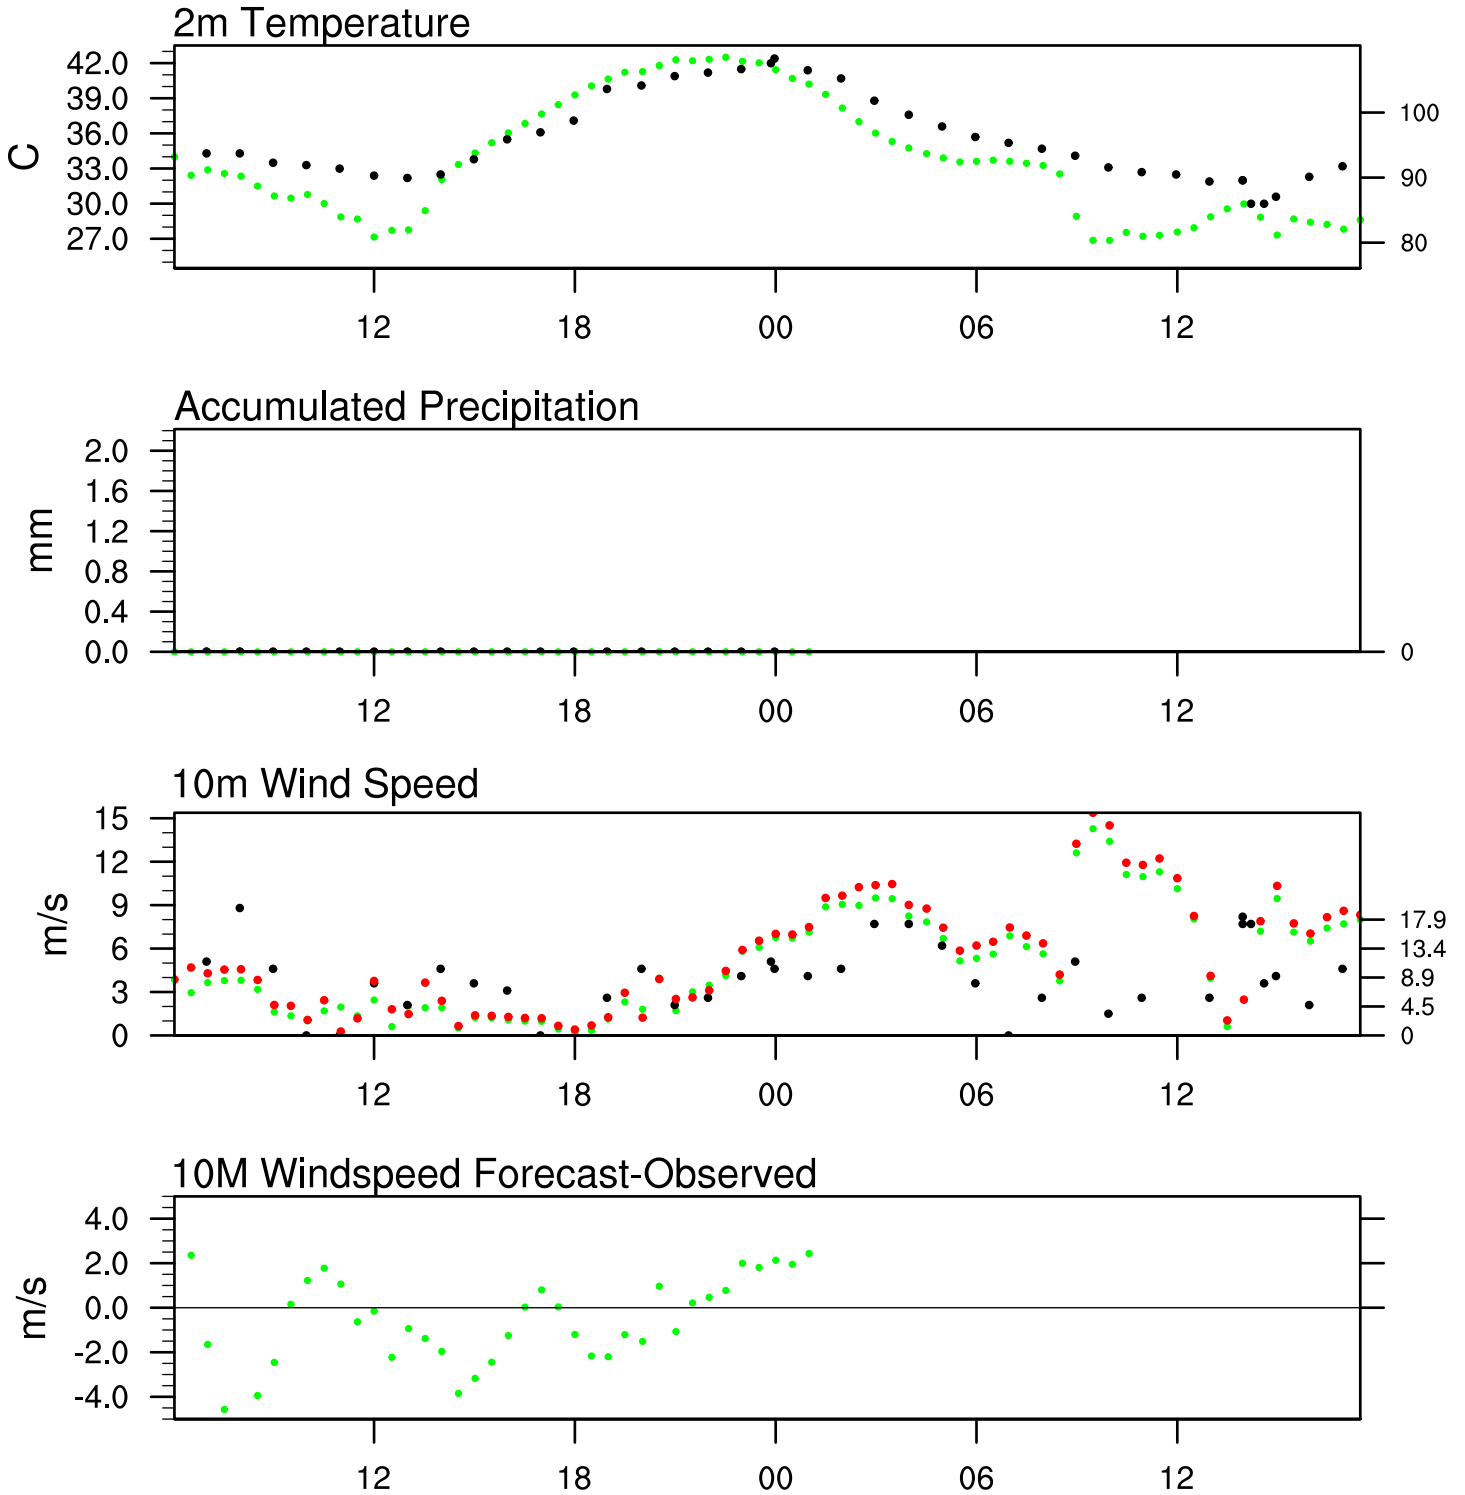 2m Temperature
C
42.0
39.0
36.0
33.0
30.0
27.0
100
90
80
12 18 00 06 12
Accumulated Precipitation
mm
2.0
1.6
1.2
0.8
0.4
0.0
0
12 18 00 06 12
10m Wind Speed
m/s
15
12
9
6
3
0
17.9
13.4
8.9
4.5
0
12 18 00 06 12
10M Windspeed Forecast-Observed
m/s
4.0
2.0
0.0
-2.0
-4.0
12 18 00 06 12